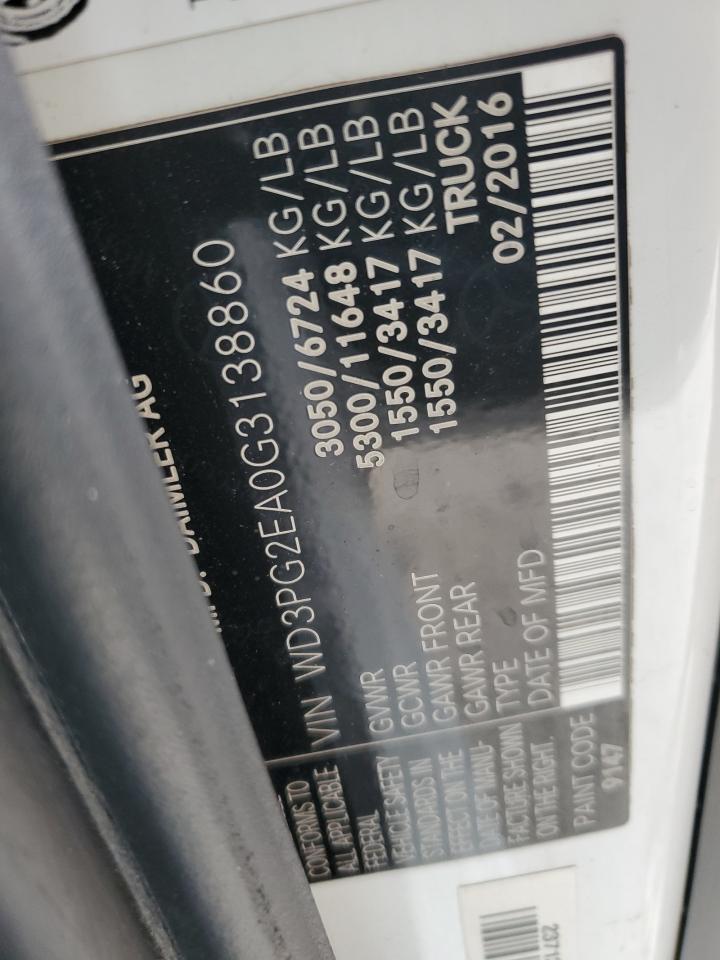 DAIMLER AG
VIN WD3PG2EA0G3138860
GVWR 3050/6724 KG/LB
GCWR 5300/11648 KG/LB
GAWR FRONT 1550/3417 KG/LB
GAWR REAR 1550/3417 KG/LB
TYPE TRUCK
DATE OF MFD 02/2016
CONFORMS TO
ALL APPLICABLE
FEDERAL
VEHICLE SAFETY
STANDARDS IN
EFFECT ON THE
DATE OF MANU-
FACTURE SHOWN
ON THE RIGHT.
PAINT CODE
9147